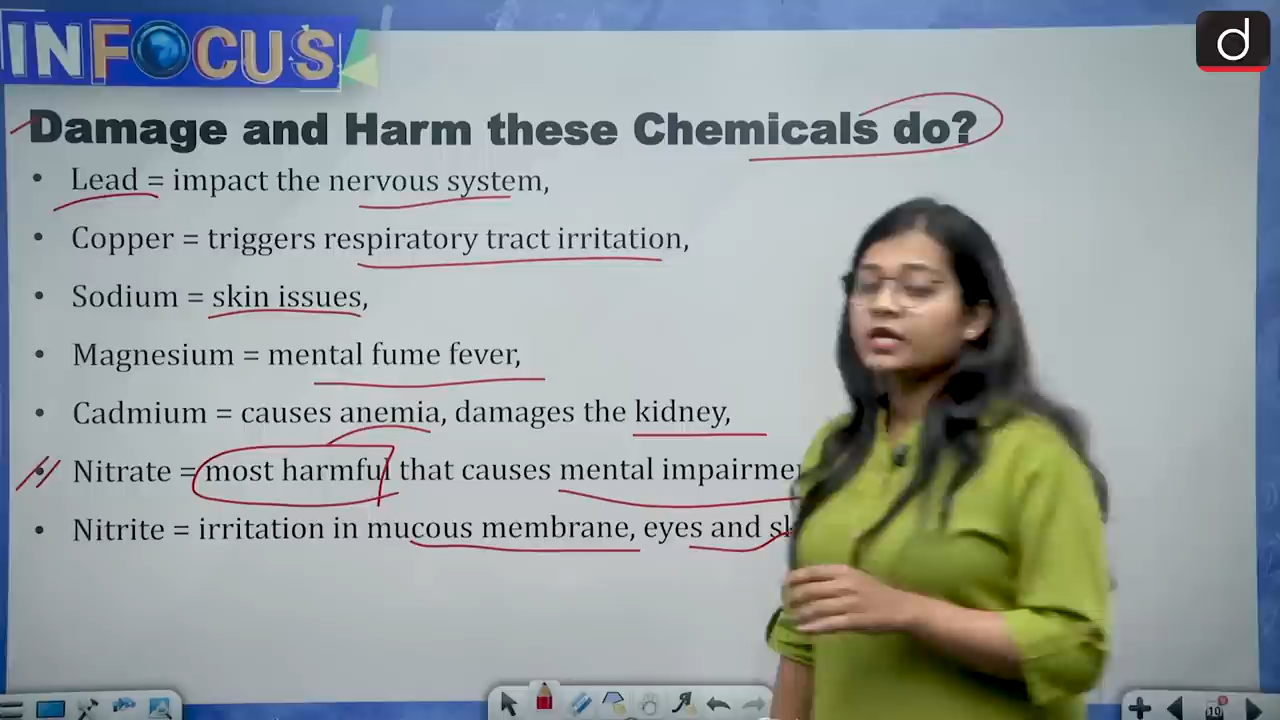 INFOCUS
d
Damage and Harm these Chemicals do?
• Lead = impact the nervous system,
• Copper = triggers respiratory tract irritation,
• Sodium = skin issues,
• Magnesium = mental fume fever,
• Cadmium = causes anemia, damages the kidney,
• Nitrate = most harmful that causes mental
• Nitrite = irritation in mucous membrane, eyes and
10